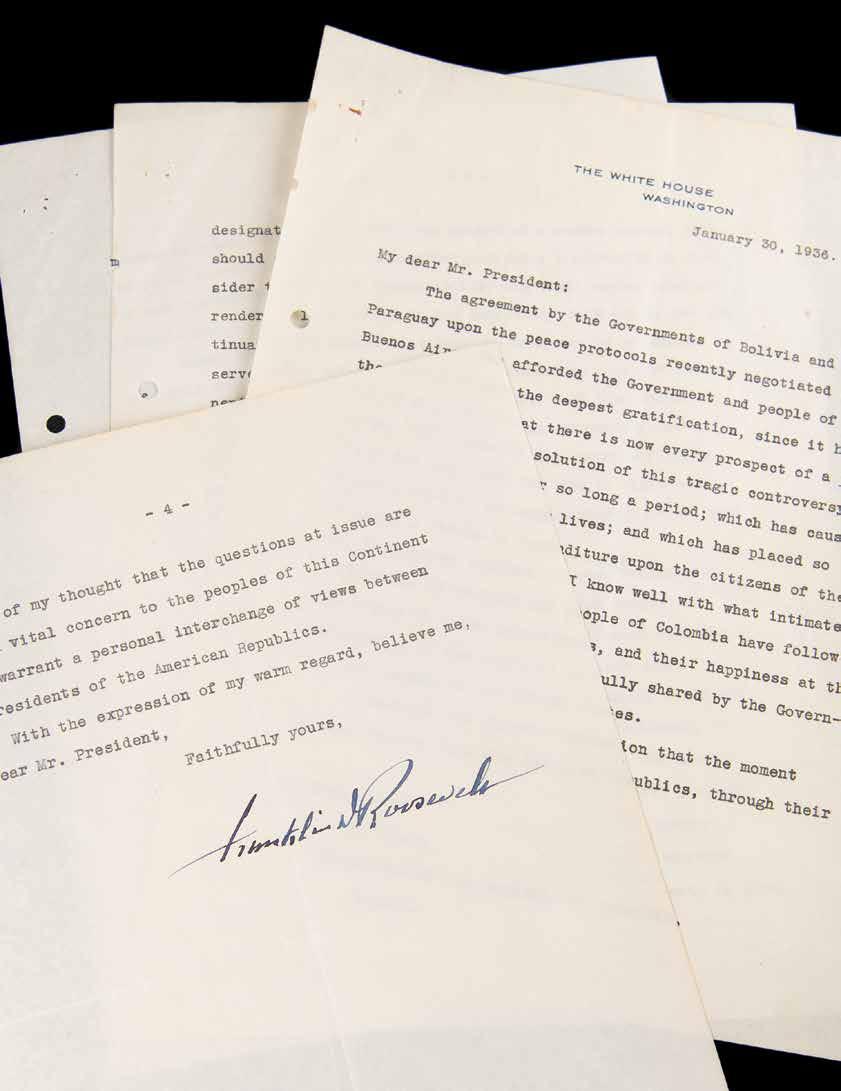 THE WHITE HOUSE
WASHINGTON
January 30, 1936.
My dear Mr. President:
The agreement by the Governments of Bolivia and
Paraguay upon the peace protocols recently negotiated
Buenos Air
afforded the Government and people of
the deepest gratification, since it
at there is now every prospect of a
solution of this tragic controversy
so long a period; which has caus
lives; and which has placed so
nditure upon the citizens of the
I know well with what intimate
ople of Colombia have follow
s, and their happiness at th
ully shared by the Govern-
es.
ion that the moment
ublics, through their
designat
should
sider
render
tinua
serv
m
l
- 4 -
of my thought that the questions at issue are
vital concern to the peoples of this Continent
warrant a personal interchange of views between
residents of the American Republics.
With the expression of my warm regard, believe me,
ear Mr. President,
Faithfully yours,
Franklin D Roosevelt